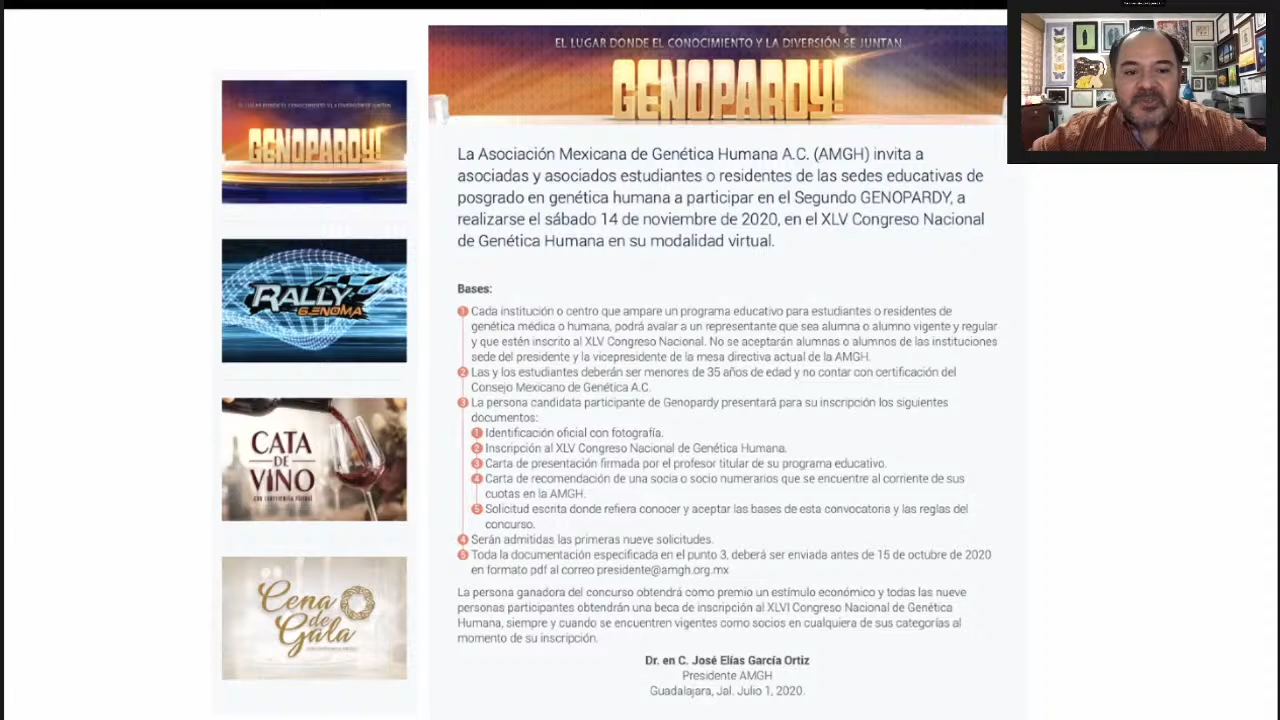 EL LUGAR DONDE EL CONOCIMIENTO Y LA DIVERSIÓN SE JUNTAN
GENOPARDY!
EL LUGAR DONDE EL CONOCIMIENTO Y LA DIVERSIÓN SE JUNTAN
GENOPARDY!
RALLY
GENOMA
CATA
DE
VINO
CON CONVIVENCIA VIRTUAL
Cena
de
Gala
La Asociación Mexicana de Genética Humana A.C. (AMGH) invita a
asociadas y asociados estudiantes o residentes de las sedes educativas de
posgrado en genética humana a participar en el Segundo GENOPARDY, a
realizarse el sábado 14 de noviembre de 2020, en el XLV Congreso Nacional
de Genética Humana en su modalidad virtual.
Bases:
1 Cada institución o centro que ampare un programa educativo para estudiantes o residentes de
genética médica o humana, podrá avalar a un representante que sea alumna o alumno vigente y regular
y que estén inscrito al XLV Congreso Nacional. No se aceptarán alumnas o alumnos de las instituciones
sede del presidente y la vicepresidente de la mesa directiva actual de la AMGH.
2 Las y los estudiantes deberán ser menores de 35 años de edad y no contar con certificación del
Consejo Mexicano de Genética A.C.
3 La persona candidata participante de Genopardy presentará para su inscripción los siguientes
documentos:
1 Identificación oficial con fotografía.
2 Inscripción al XLV Congreso Nacional de Genética Humana.
3 Carta de presentación firmada por el profesor titular de su programa educativo.
4 Carta de recomendación de una socia o socio numerarios que se encuentre al corriente de sus
cuotas en la AMGH.
5 Solicitud escrita donde refiera conocer y aceptar las bases de esta convocatoria y las reglas del
concurso.
4 Serán admitidas las primeras nueve solicitudes.
5 Toda la documentación especificada en el punto 3, deberá ser enviada antes de 15 de octubre de 2020
en formato pdf al correo presidente@amgh.org.mx
La persona ganadora del concurso obtendrá como premio un estímulo económico y todas las nueve
personas participantes obtendrán una beca de inscripción al XLVI Congreso Nacional de Genética
Humana, siempre y cuando se encuentren vigentes como socios en cualquiera de sus categorías al
momento de su inscripción.
Dr. en C. José Elías García Ortiz
Presidente AMGH
Guadalajara, Jal. Julio 1, 2020.